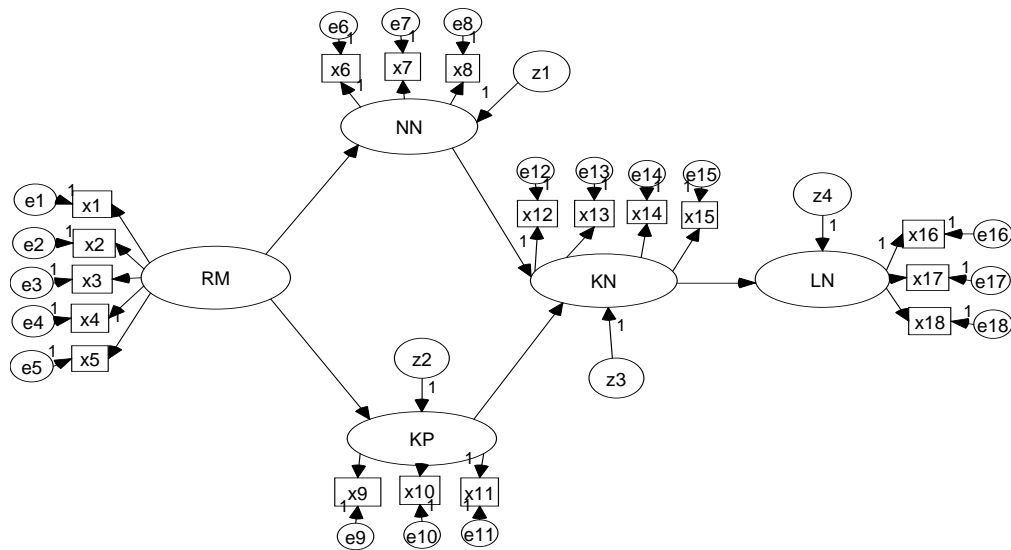 e6 1 e7 1 e8 1
x6 x7 x8 z1
1 1
NN
e12 1 e13 1 e14 1 e15 1
z4
e1 1 x1
x12 x13 x14 x15
1
x16 1 e16
e2 1 x2
1 1
e3 1 x3 RM KN LN x17 1 e17
e4 1 x4 1
x18 1 e18
e5 1 x5
z2 1 z3
1
KP
1
x9 x10 x11
1 1 1
e9 e10 e11